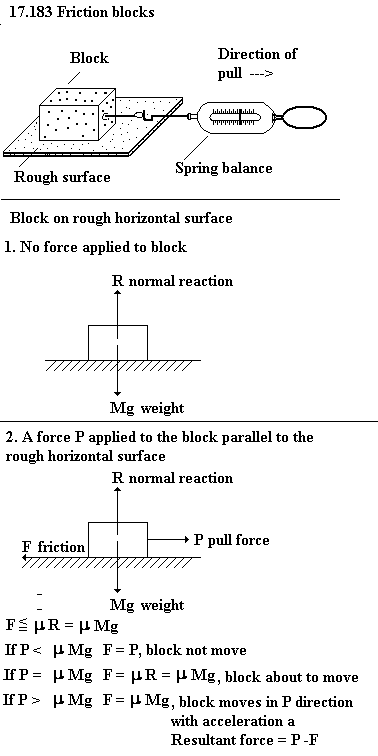 17.183 Friction blocks
Block
Direction of
pull --->
Rough surface
Spring balance
Block on rough horizontal surface
1. No force applied to block
R normal reaction
Mg weight
2. A force P applied to the block parallel to the
rough horizontal surface
R normal reaction
F friction
P pull force
Mg weight
F ≦ μ R = μ Mg
If P < μ Mg F = P, block not move
If P = μ Mg F = μ R = μ Mg, block about to move
If P > μ Mg F = μ Mg, block moves in P direction
with acceleration a
Resultant force = P -F